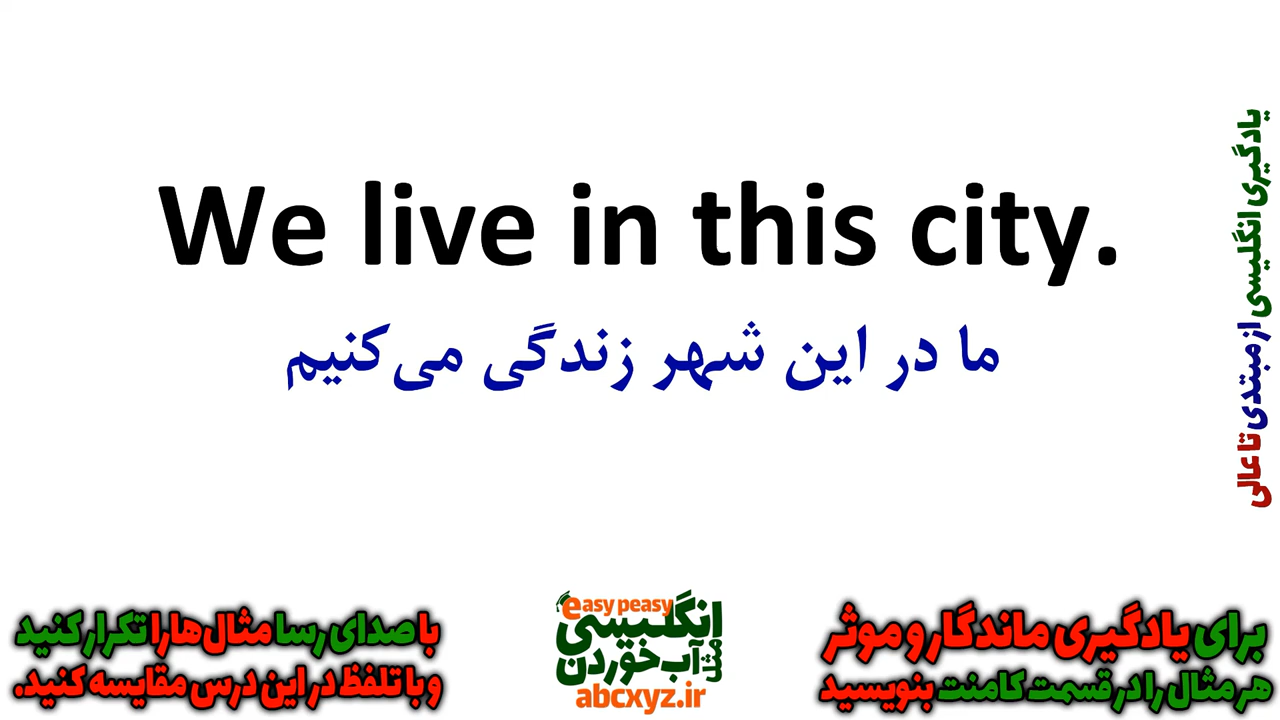 We live in this city.
ما در این شهر زندگی می‌کنیم
یادگیری انگلیسی از مبتدی تا عالی
برای یادگیری ماندگار و موثر
هر مثال را در قسمت کامنت بنویسید
easy peasy
انگلیسی
مثل
آب خوردن
abcxyz.ir
با صدای رسا مثال‌ها را تکرار کنید
و با تلفظ در این درس مقایسه کنید.